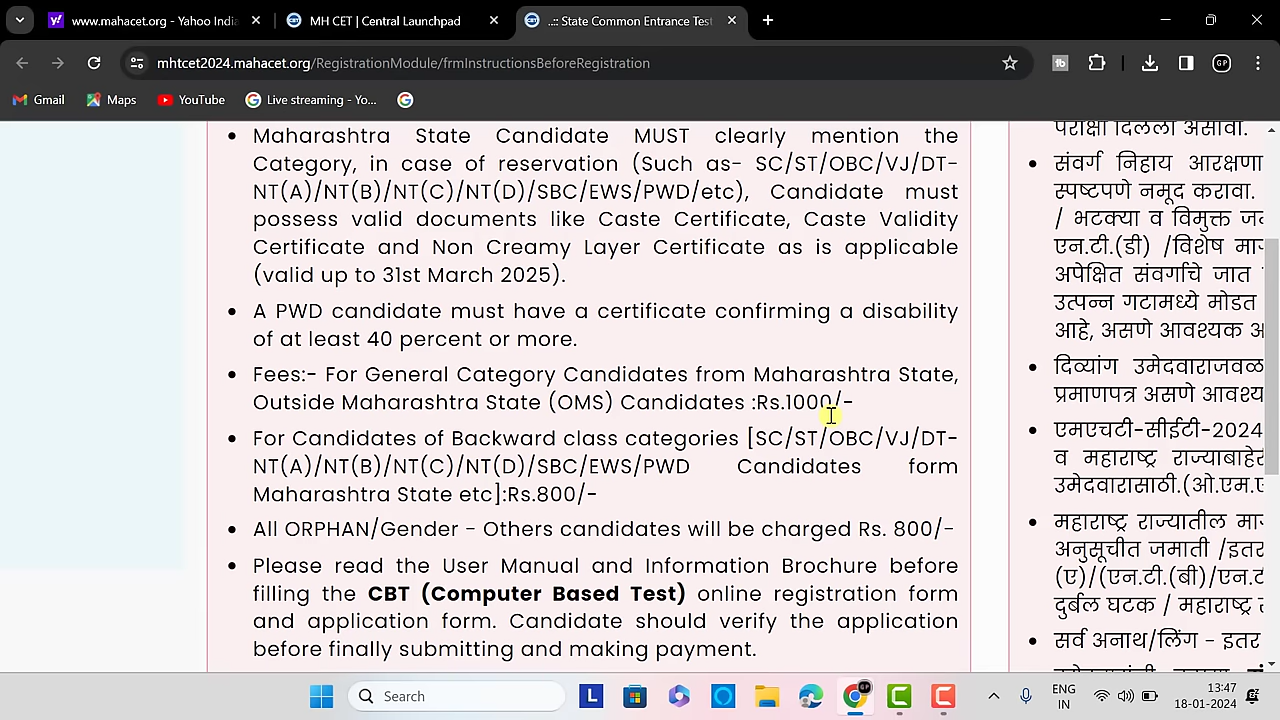 www.mahacet.org - Yahoo Indi
MH CET | Central Launchpad
..:: State Common Entrance Test
mhtcet2024.mahacet.org/RegistrationModule/frmInstructionsBeforeRegistration
Gmail
Maps
YouTube
Live streaming - Yo...
Maharashtra State Candidate MUST clearly mention the
Category, in case of reservation (Such as- SC/ST/OBC/VJ/DT-
NT(A)/NT(B)/NT(C)/NT(D)/SBC/EWS/PWD/etc), Candidate must
possess valid documents like Caste Certificate, Caste Validity
Certificate and Non Creamy Layer Certificate as is applicable
(valid up to 31st March 2025).
A PWD candidate must have a certificate confirming a disability
of at least 40 percent or more.
Fees:- For General Category Candidates from Maharashtra State,
Outside Maharashtra State (OMS) Candidates :Rs.1000/-
For Candidates of Backward class categories [SC/ST/OBC/VJ/DT-
NT(A)/NT(B)/NT(C)/NT(D)/SBC/EWS/PWD Candidates form
Maharashtra State etc]:Rs.800/-
All ORPHAN/Gender - Others candidates will be charged Rs. 800/-
Please read the User Manual and Information Brochure before
filling the CBT (Computer Based Test) online registration form
and application form. Candidate should verify the application
before finally submitting and making payment.
परीक्षा दिलेला असावा.
संवर्ग निहाय आरक्षणा
स्पष्टपणे नमूद करावा.
/ भटक्या व विमुक्त ज
एन.टी.(डी) /विशेष मा
अपेक्षित संवर्गाचे जात
उत्पन्न गटामध्ये मोडत
आहे, असणे आवश्यक अ
दिव्यांग उमेदवाराजवळ
प्रमाणपत्र असणे आवश्य
एमएचटी-सीईटी-2024
व महाराष्ट्र राज्याबाहे
उमेदवारासाठी.(ओ.एम.ए
महाराष्ट्र राज्यातील मा
अनुसूचीत जमाती /इतर
(ए)/(एन.टी.(बी)/एन.ट
दुर्बल घटक / महाराष्ट्र
सर्व अनाथ/लिंग - इतर
Search
ENG
IN
13:47
18-01-2024